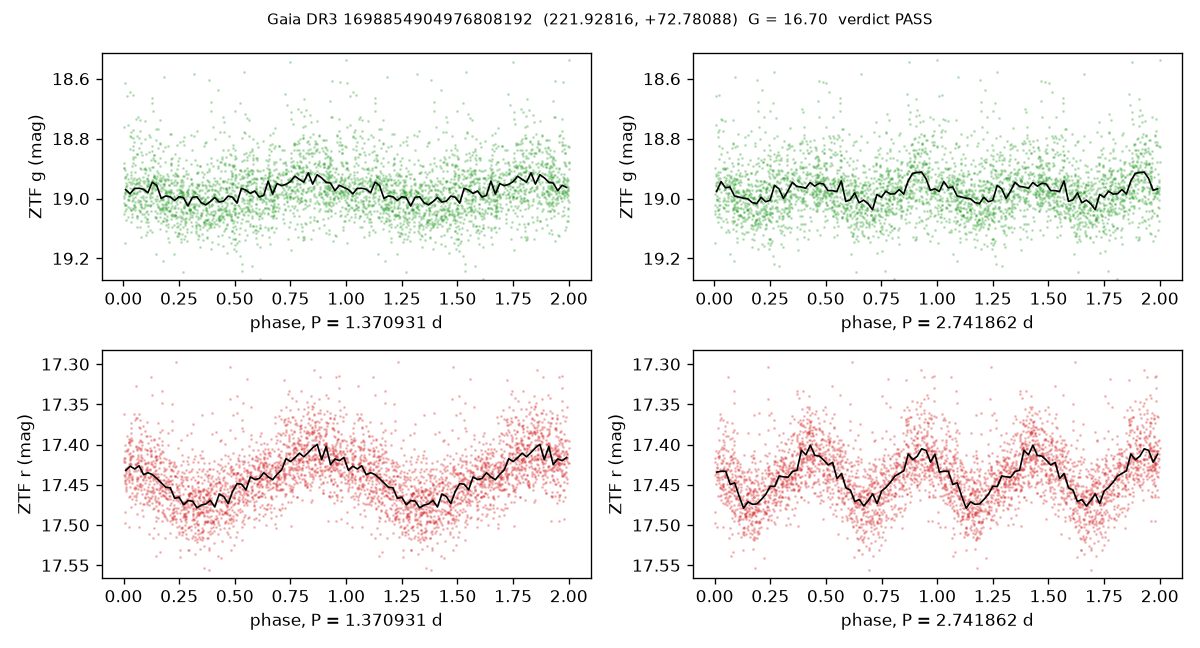 Gaia DR3 1698854904976808192 (221.92816, +72.78088) G = 16.70 verdict PASS
ZTF g (mag)
18.6
18.8
19.0
19.2
0.00 0.25 0.50 0.75 1.00 1.25 1.50 1.75 2.00
phase, P = 1.370931 d
ZTF g (mag)
18.6
18.8
19.0
19.2
0.00 0.25 0.50 0.75 1.00 1.25 1.50 1.75 2.00
phase, P = 2.741862 d
ZTF r (mag)
17.30
17.35
17.40
17.45
17.50
17.55
0.00 0.25 0.50 0.75 1.00 1.25 1.50 1.75 2.00
phase, P = 1.370931 d
ZTF r (mag)
17.30
17.35
17.40
17.45
17.50
17.55
0.00 0.25 0.50 0.75 1.00 1.25 1.50 1.75 2.00
phase, P = 2.741862 d